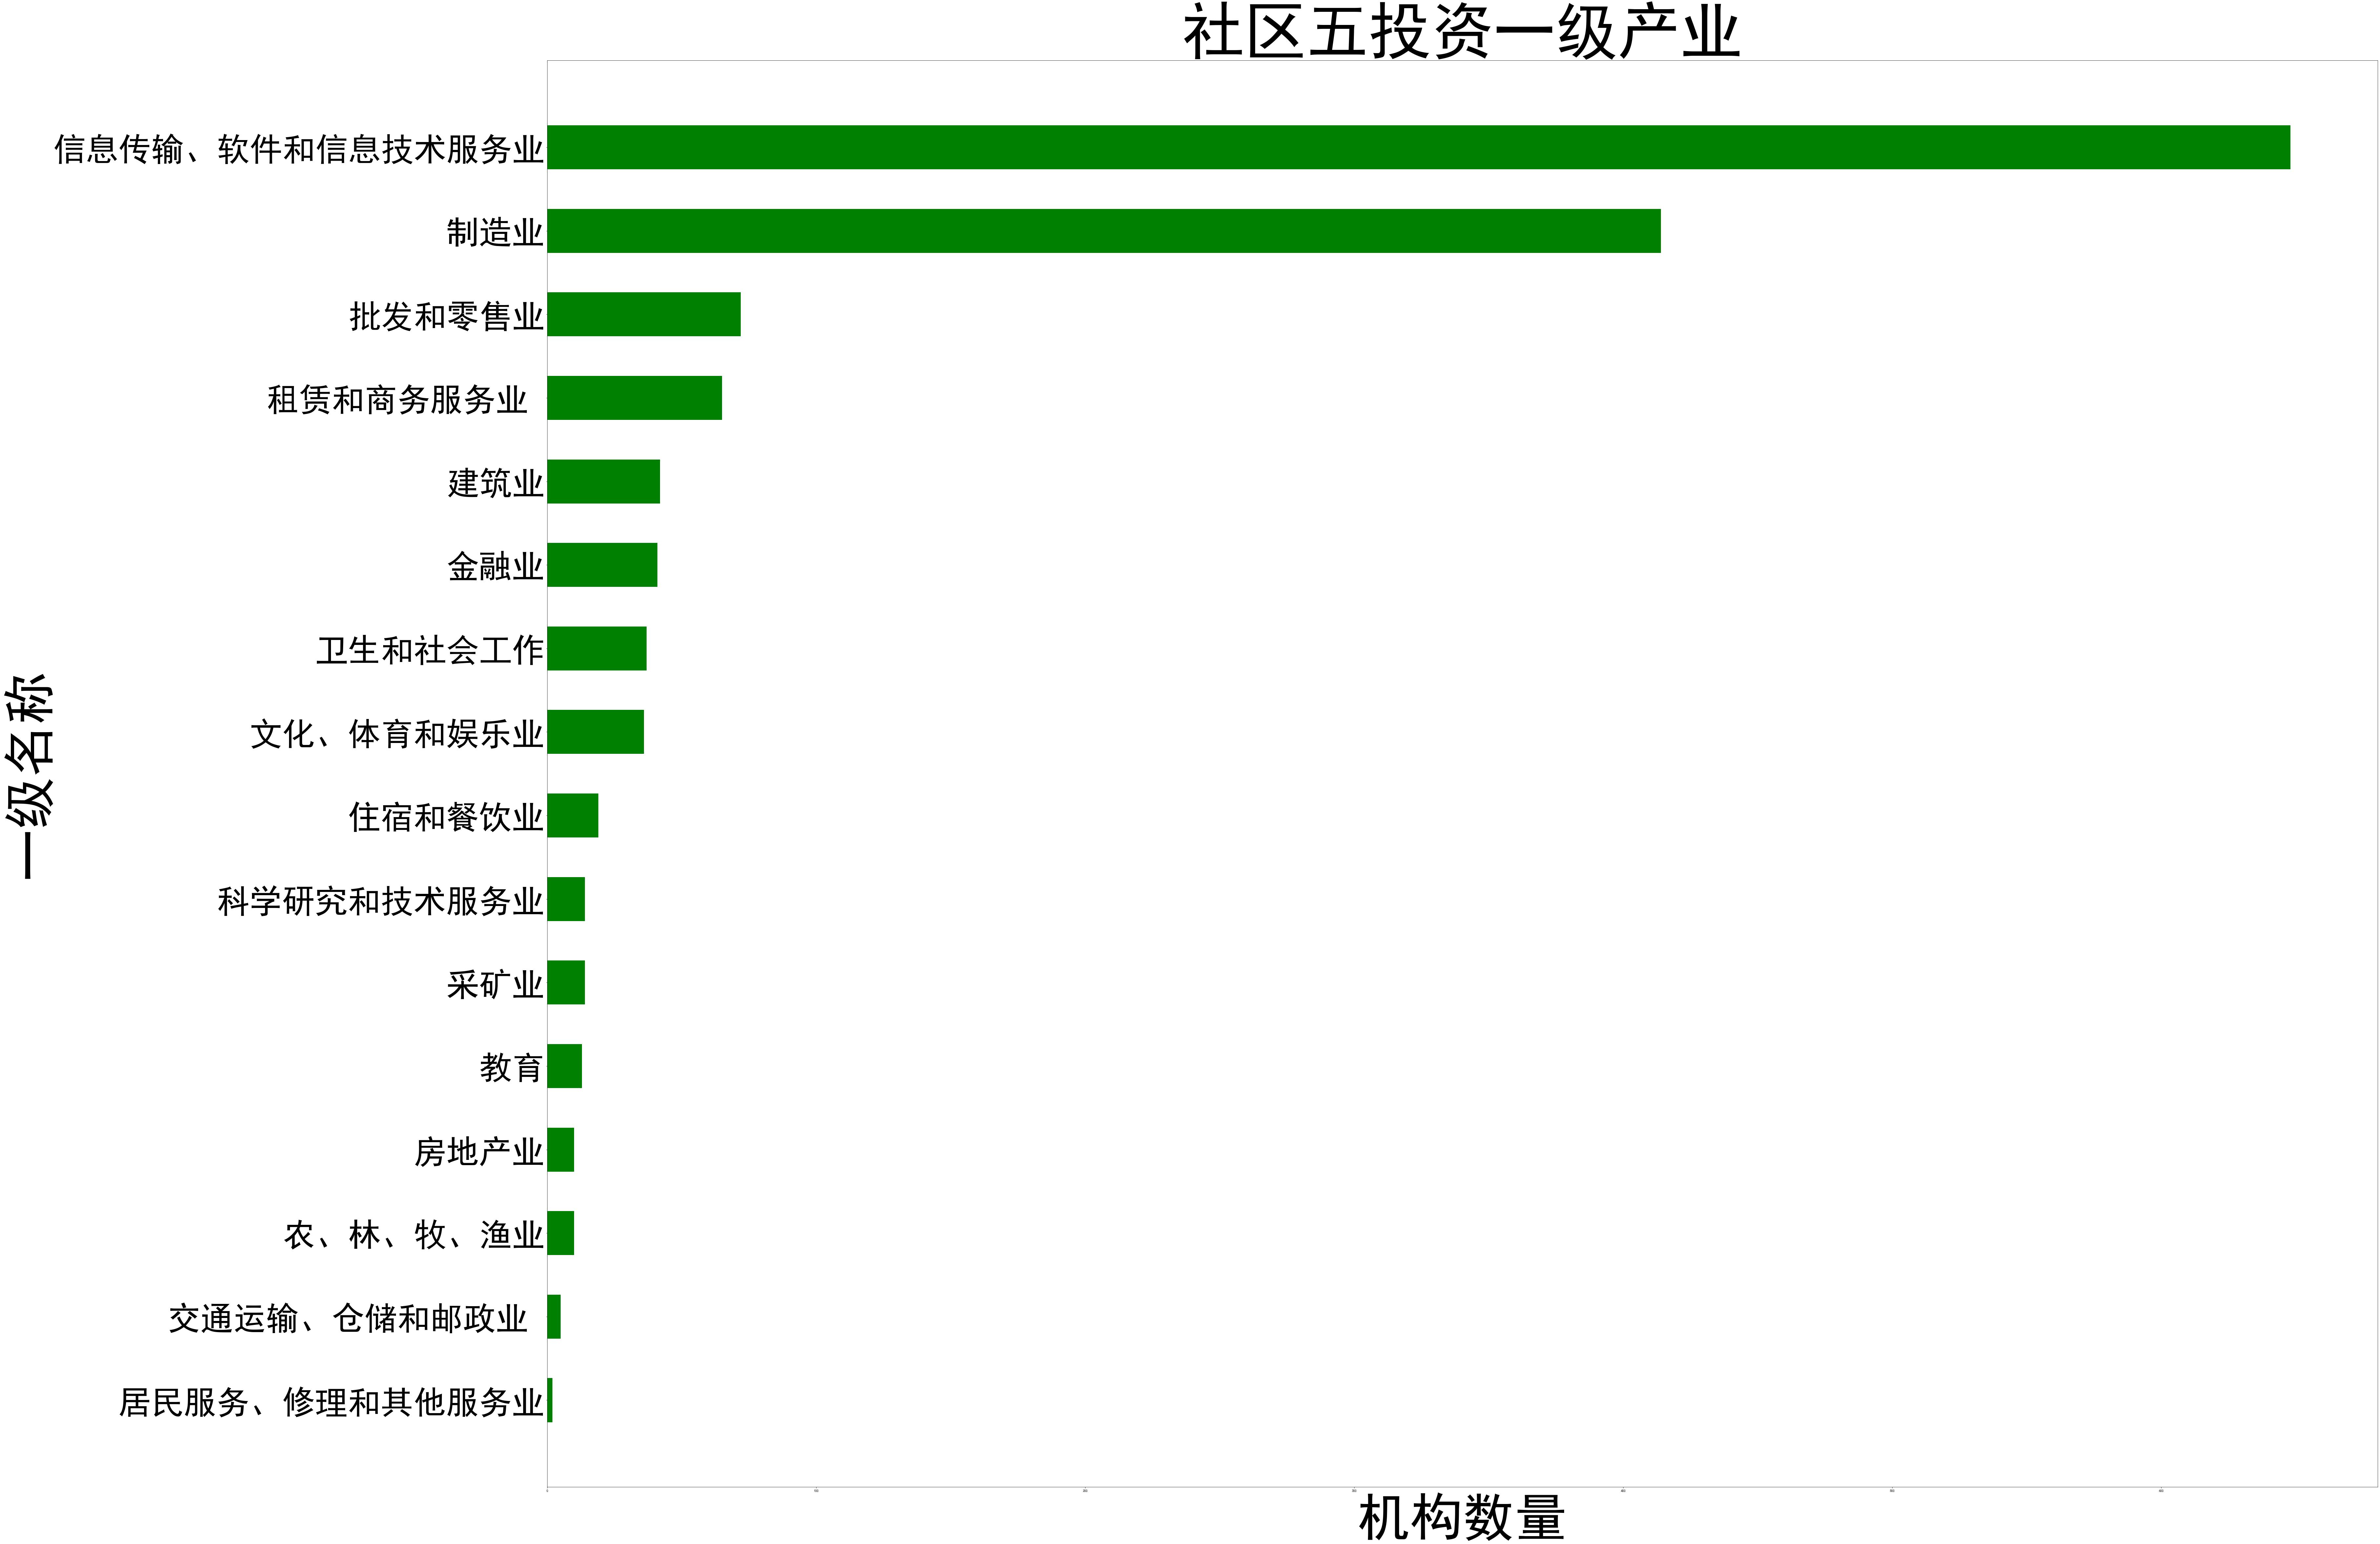 社区五投资一级产业
信息传输、软件和信息技术服务业
制造业
批发和零售业
租赁和商务服务业
建筑业
金融业
卫生和社会工作
文化、体育和娱乐业
住宿和餐饮业
科学研究和技术服务业
采矿业
教育
房地产业
农、林、牧、渔业
交通运输、仓储和邮政业
居民服务、修理和其他服务业
一级名称
机构数量